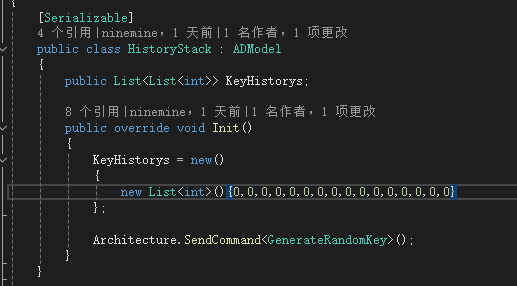 {
[Serializable]
4 个引用|ninemine，1 天前|1 名作者，1 项更改
public class HistoryStack : ADModel
{
public List<List<int>> KeyHistorys;
8 个引用|ninemine，1 天前|1 名作者，1 项更改
public override void Init()
{
KeyHistorys = new()
{
new List<int>(){0,0,0,0,0,0,0,0,0,0,0,0,0,0,0,0}
};
Architecture.SendCommand<GenerateRandomKey>();
}
}